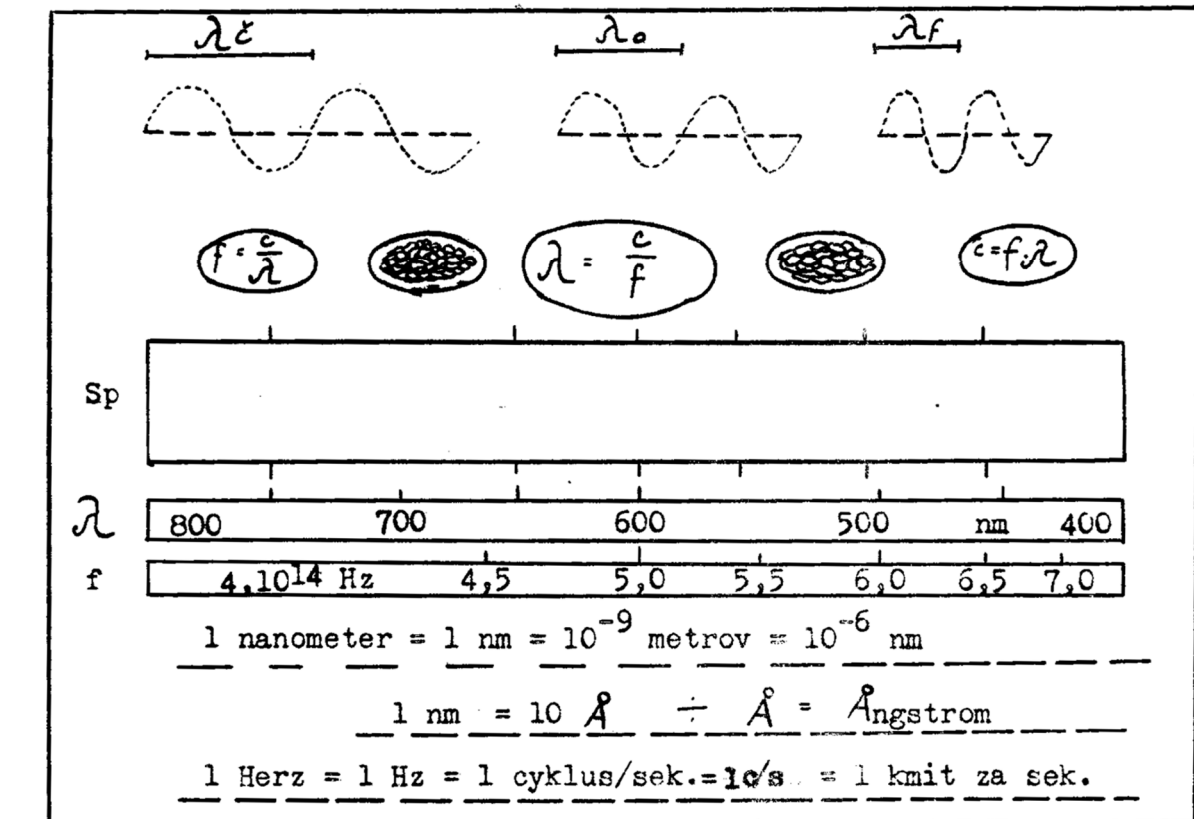 λč λo λf
f = c/λ λ = c/f c = f.λ
Sp
λ 800 700 600 500 nm 400
f 4,10¹⁴ Hz 4,5 5,0 5,5 6,0 6,5 7,0
1 nanometer = 1 nm = 10⁻⁹ metrov = 10⁻⁶ nm
1 nm = 10 Å ÷ Å = Ångstrom
1 Herz = 1 Hz = 1 cyklus/sek.=1c/s = 1 kmit za sek.